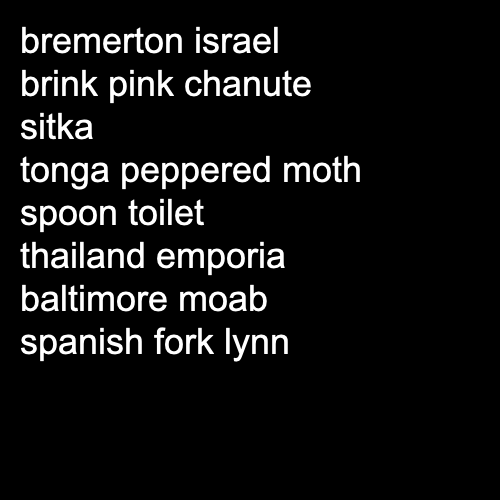 bremerton israel
brink pink chanute
sitka
tonga peppered moth
spoon toilet
thailand emporia
baltimore moab
spanish fork lynn